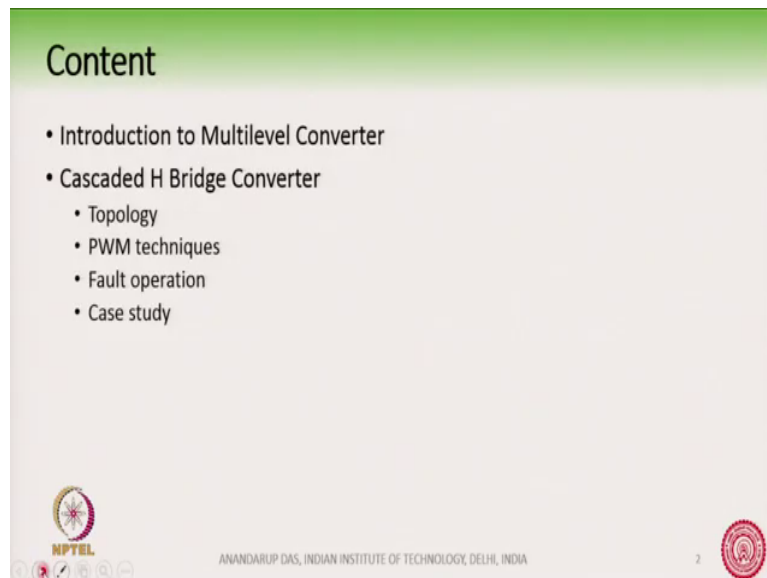 Content
• Introduction to Multilevel Converter
• Cascaded H Bridge Converter
• Topology
• PWM techniques
• Fault operation
• Case study
NPTEL
ANANDARUP DAS, INDIAN INSTITUTE OF TECHNOLOGY, DELHI, INDIA
2